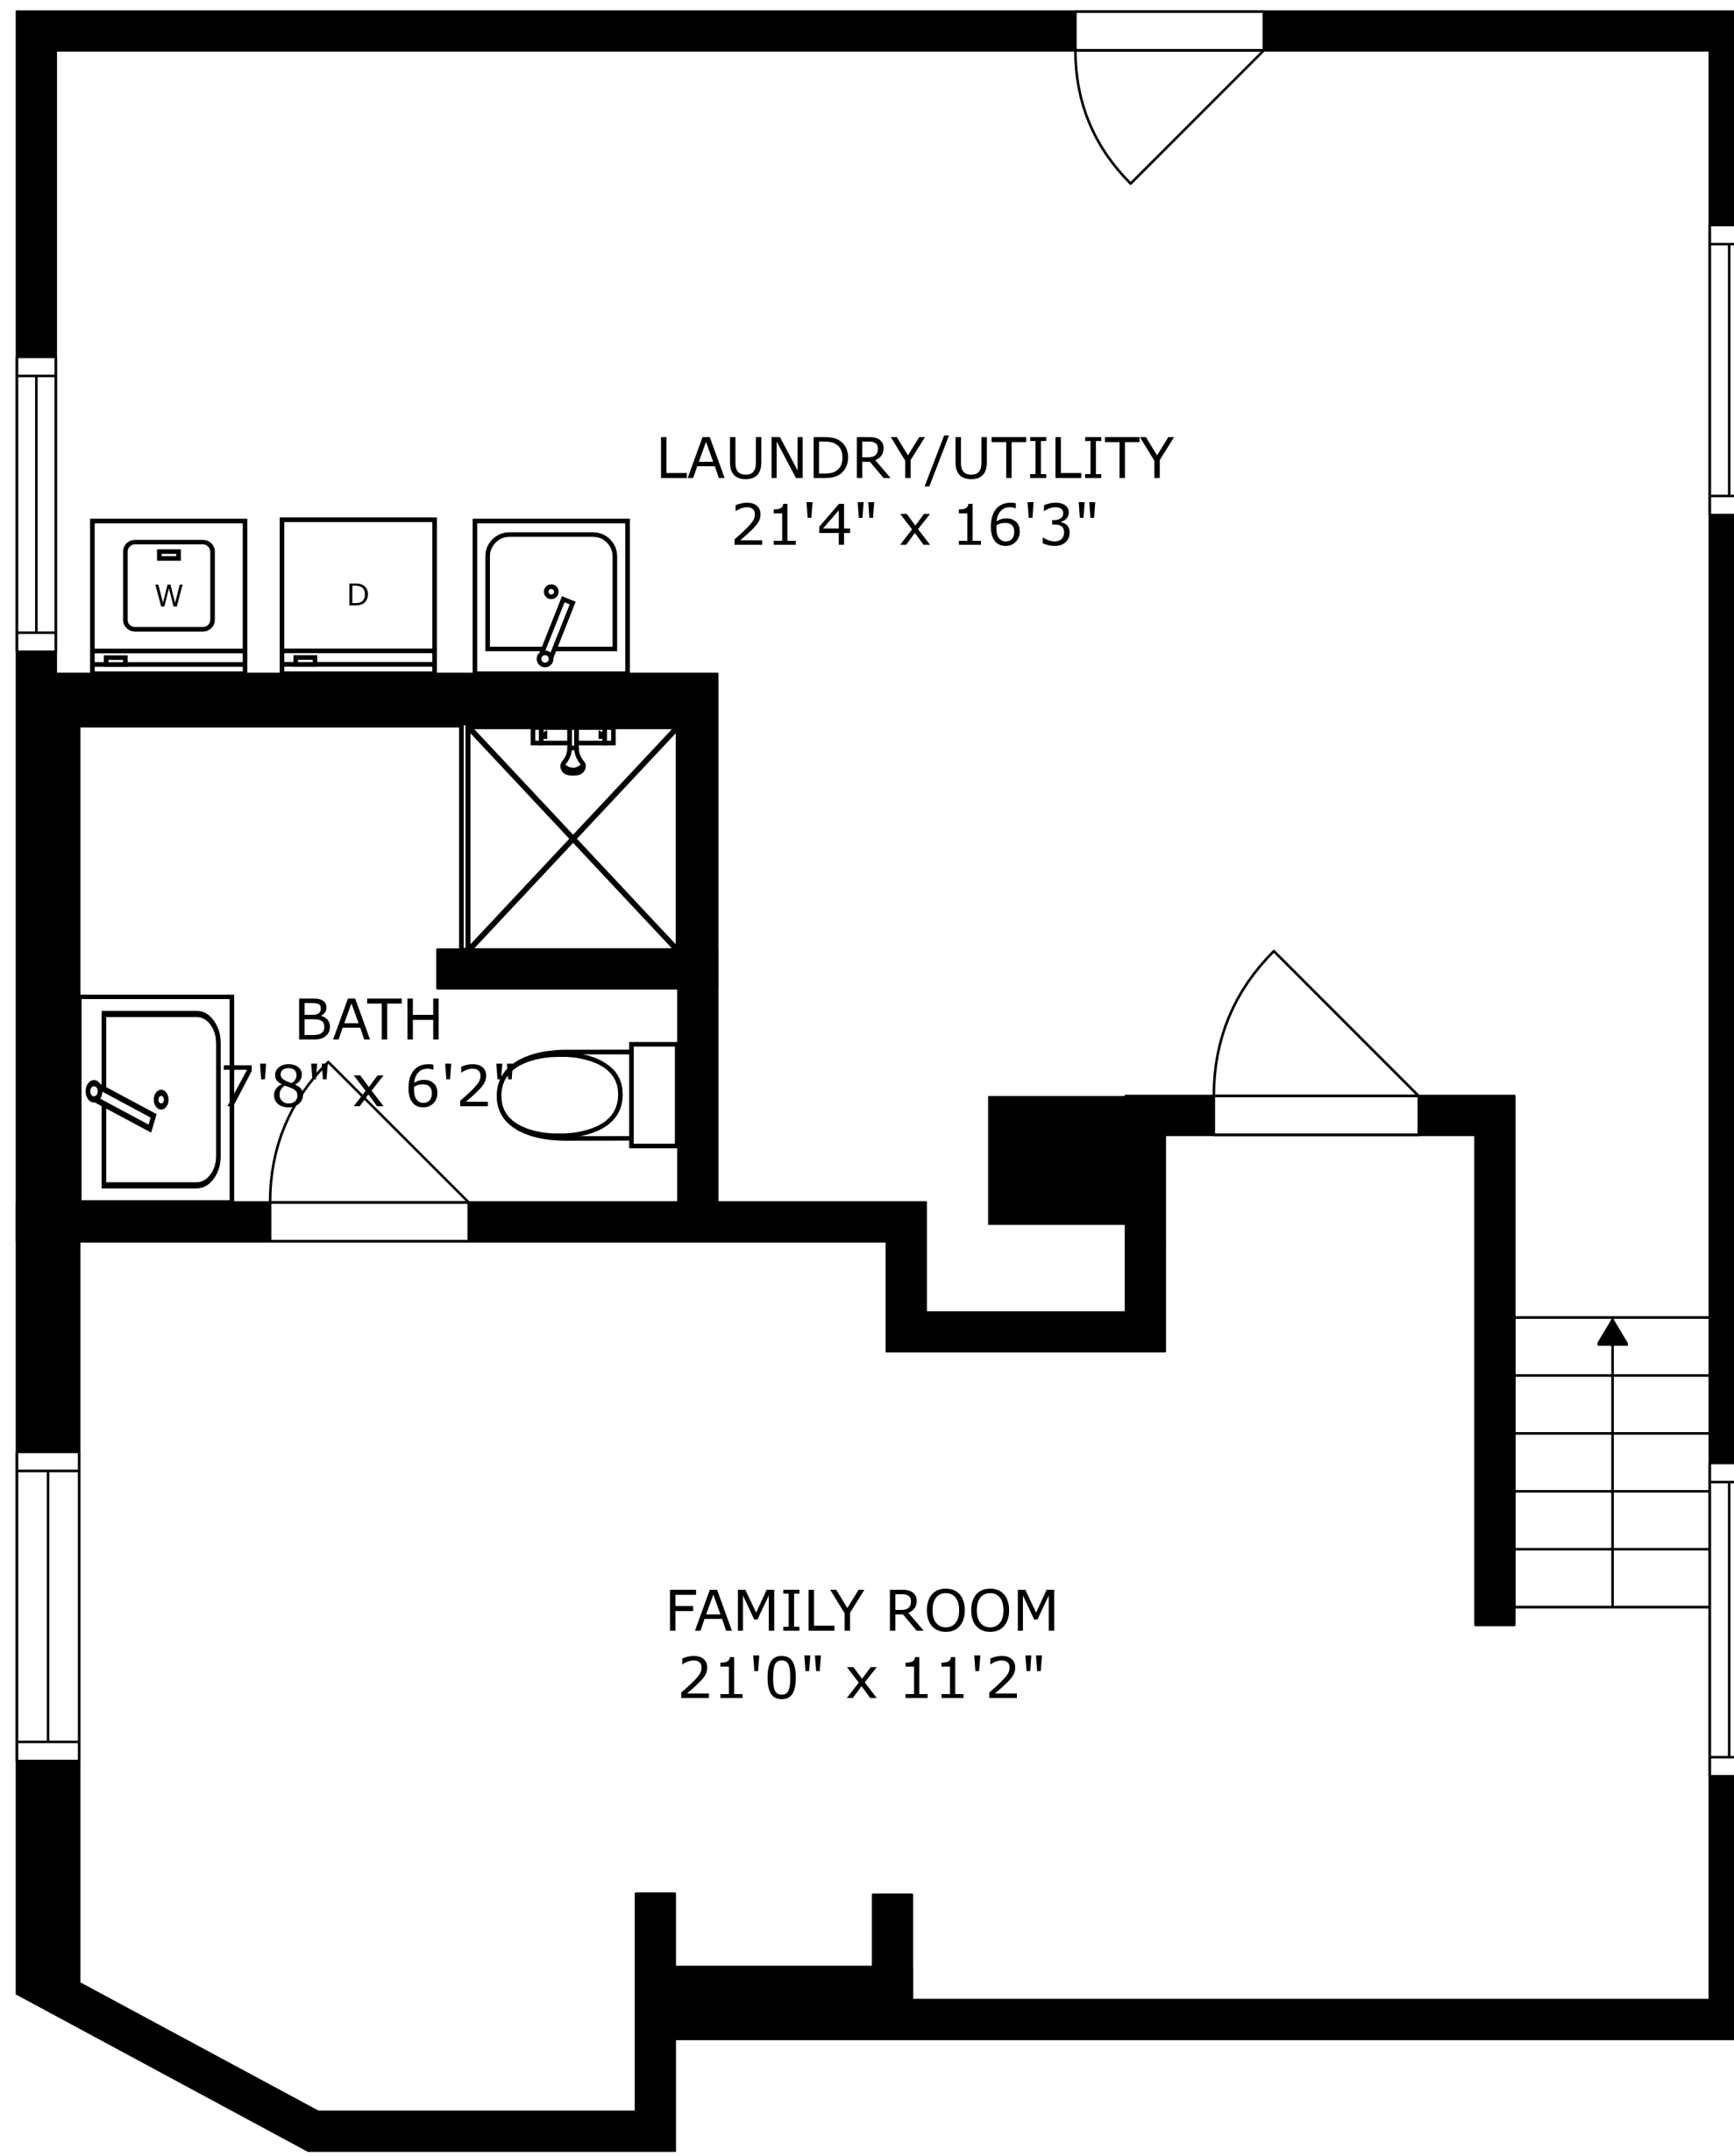 LAUNDRY/UTILITY
21'4" x 16'3"
W
D
BATH
7'8" x 6'2"
FAMILY ROOM
21'0" x 11'2"